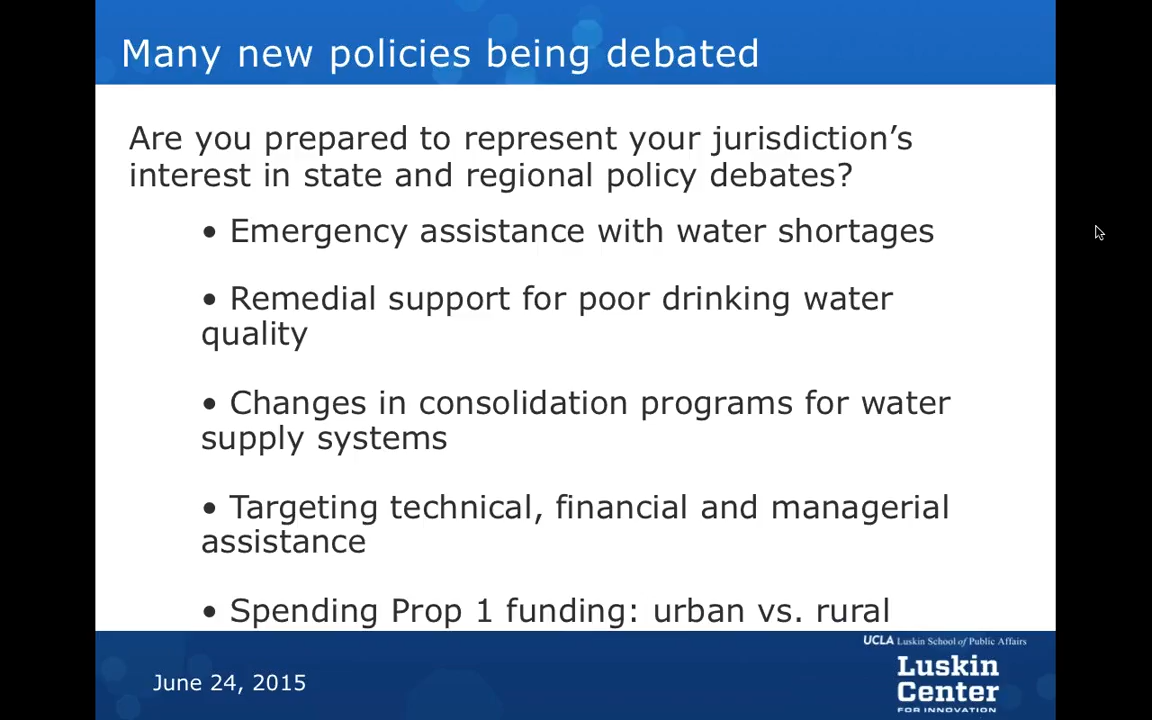 Many new policies being debated
Are you prepared to represent your jurisdiction’s
interest in state and regional policy debates?
• Emergency assistance with water shortages
• Remedial support for poor drinking water
quality
• Changes in consolidation programs for water
supply systems
• Targeting technical, financial and managerial
assistance
• Spending Prop 1 funding: urban vs. rural
UCLA Luskin School of Public Affairs
Luskin
Center
FOR INNOVATION
June 24, 2015